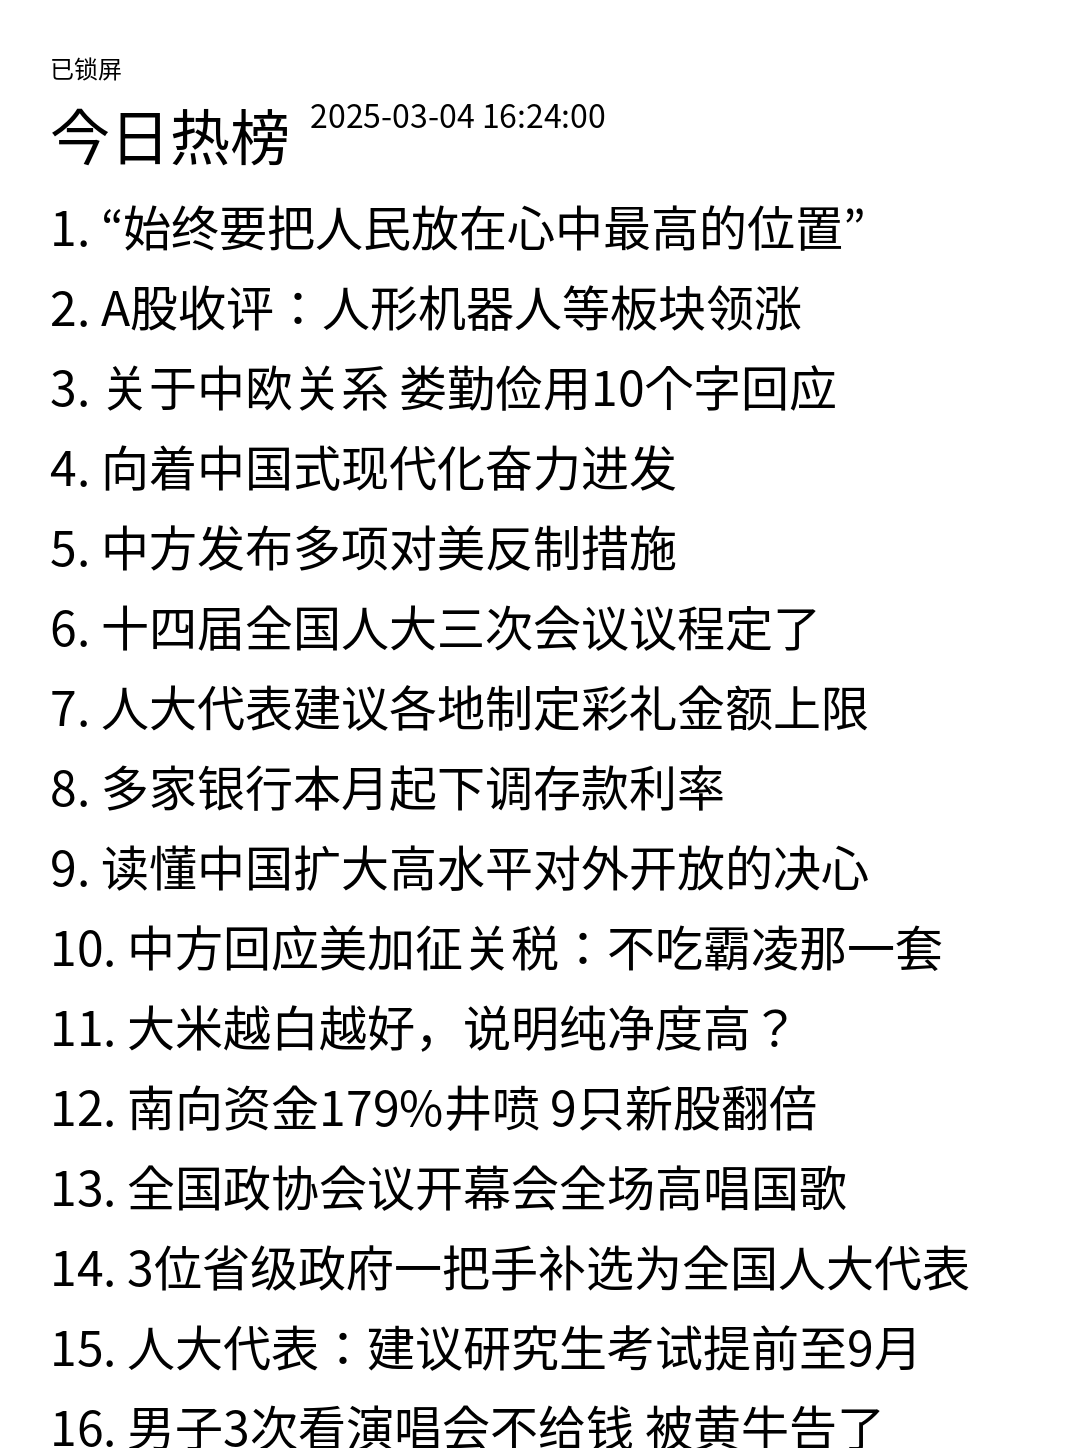 已锁屏
今日热榜 2025-03-04 16:24:00
1. “始终要把人民放在心中最高的位置”
2. A股收评：人形机器人等板块领涨
3. 关于中欧关系 娄勤俭用10个字回应
4. 向着中国式现代化奋力进发
5. 中方发布多项对美反制措施
6. 十四届全国人大三次会议议程定了
7. 人大代表建议各地制定彩礼金额上限
8. 多家银行本月起下调存款利率
9. 读懂中国扩大高水平对外开放的决心
10. 中方回应美加征关税：不吃霸凌那一套
11. 大米越白越好，说明纯净度高？
12. 南向资金179%井喷 9只新股翻倍
13. 全国政协会议开幕会全场高唱国歌
14. 3位省级政府一把手补选为全国人大代表
15. 人大代表：建议研究生考试提前至9月
16. 男子3次看演唱会不给钱 被黄牛告了